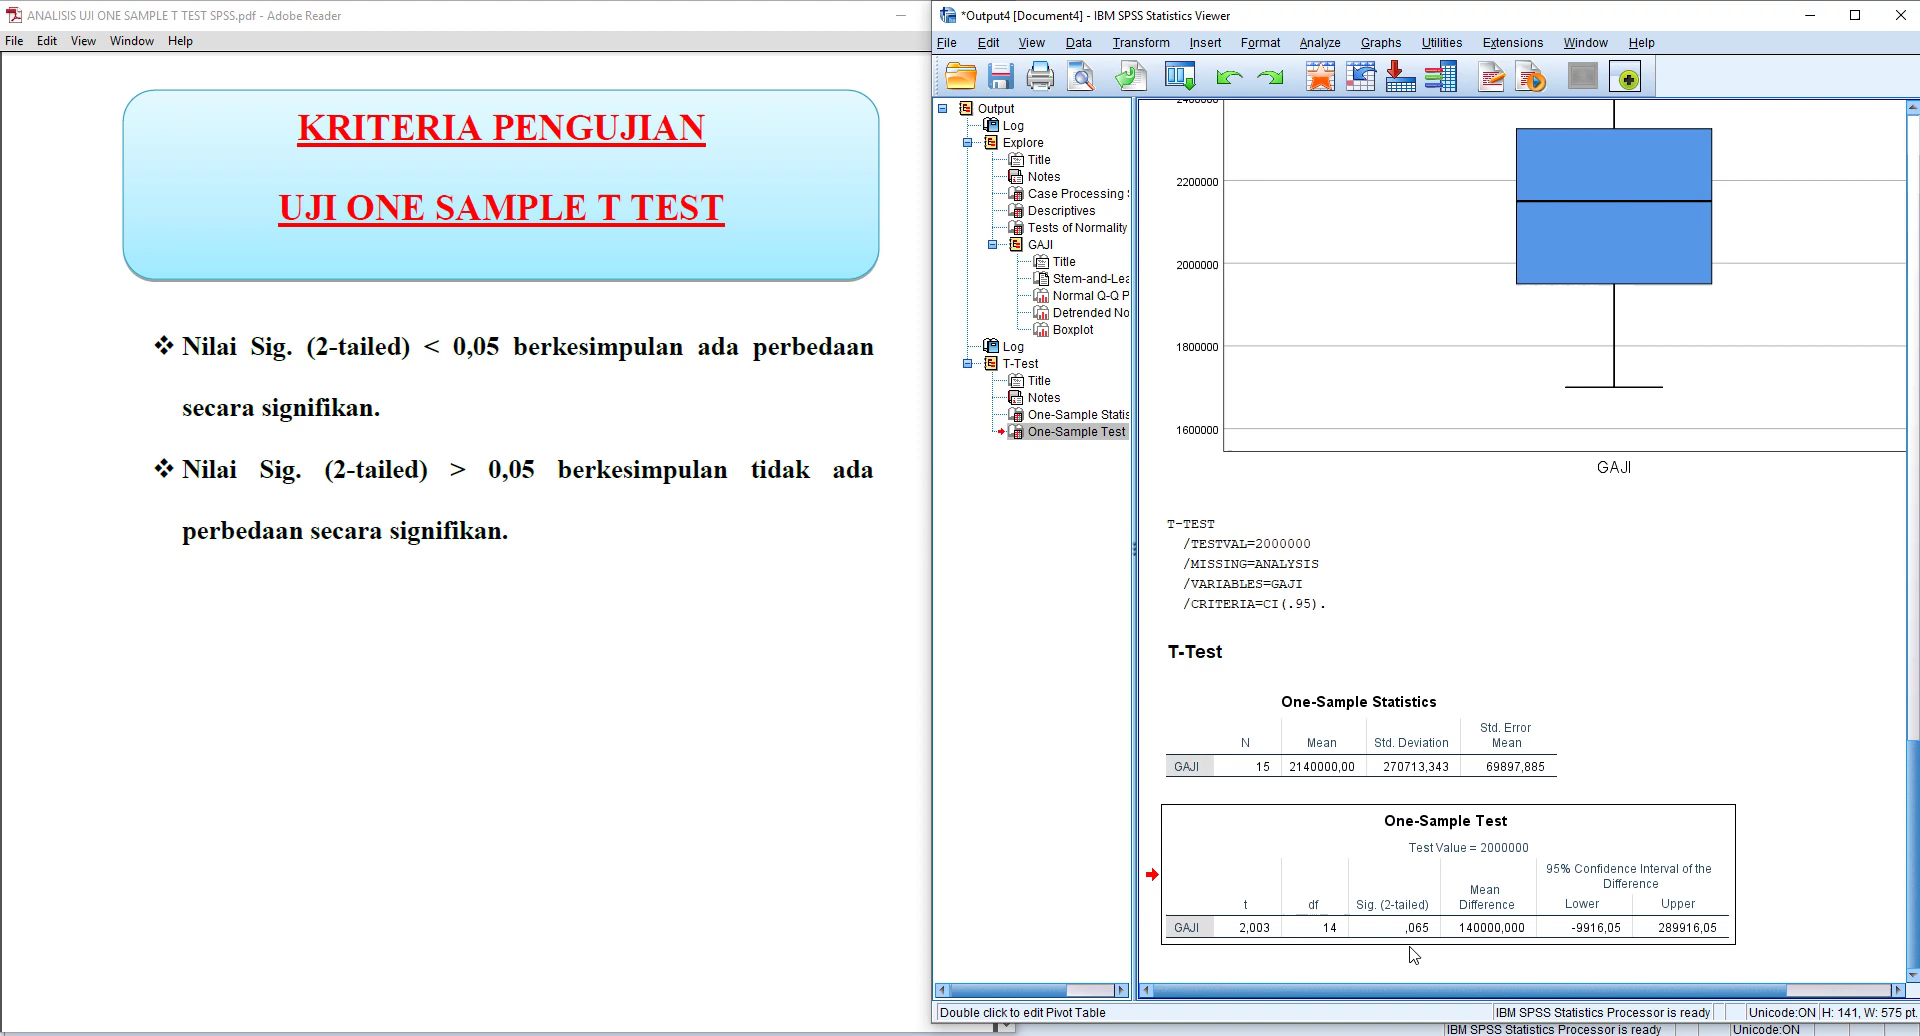 ANALISIS UJI ONE SAMPLE T TEST SPSS.pdf - Adobe Reader
File Edit View Window Help
KRITERIA PENGUJIAN
UJI ONE SAMPLE T TEST
❖ Nilai Sig. (2-tailed) < 0,05 berkesimpulan ada perbedaan
secara signifikan.
❖ Nilai Sig. (2-tailed) > 0,05 berkesimpulan tidak ada
perbedaan secara signifikan.
*Output4 [Document4] - IBM SPSS Statistics Viewer
File Edit View Data Transform Insert Format Analyze Graphs Utilities Extensions Window Help
Output
Log
Explore
Title
Notes
Case Processing
Descriptives
Tests of Normality
GAJI
Title
Stem-and-Lea
Normal Q-Q P
Detrended No
Boxplot
Log
T-Test
Title
Notes
One-Sample Statis
One-Sample Test
2400000
2200000
2000000
1800000
1600000
GAJI
T-TEST
/TESTVAL=2000000
/MISSING=ANALYSIS
/VARIABLES=GAJI
/CRITERIA=CI(.95).
T-Test
One-Sample Statistics
N Mean Std. Deviation Std. Error Mean
GAJI 15 2140000,00 270713,343 69897,885
One-Sample Test
Test Value = 2000000
95% Confidence Interval of the
Difference
t df Sig. (2-tailed) Mean Difference Lower Upper
GAJI 2,003 14 ,065 140000,000 -9916,05 289916,05
Double click to edit Pivot Table
IBM SPSS Statistics Processor is ready
Unicode:ON H: 141, W: 575 pt.
IBM SPSS Statistics Processor is ready
Unicode:ON